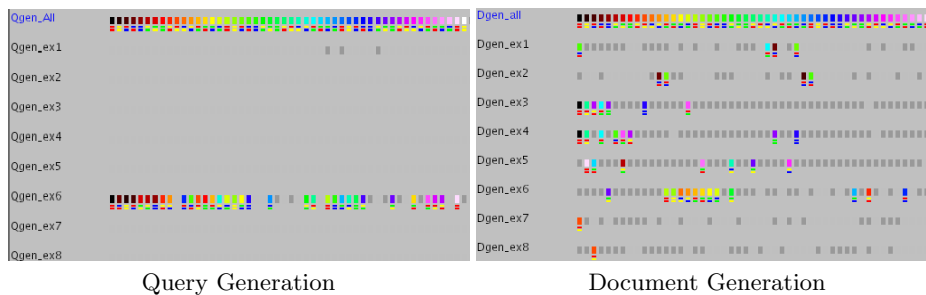 Qgen_All
Qgen_ex1
Qgen_ex2
Qgen_ex3
Qgen_ex4
Qgen_ex5
Qgen_ex6
Qgen_ex7
Qgen_ex8
Query Generation
Dgen_all
Dgen_ex1
Dgen_ex2
Dgen_ex3
Dgen_ex4
Dgen_ex5
Dgen_ex6
Dgen_ex7
Dgen_ex8
Document Generation